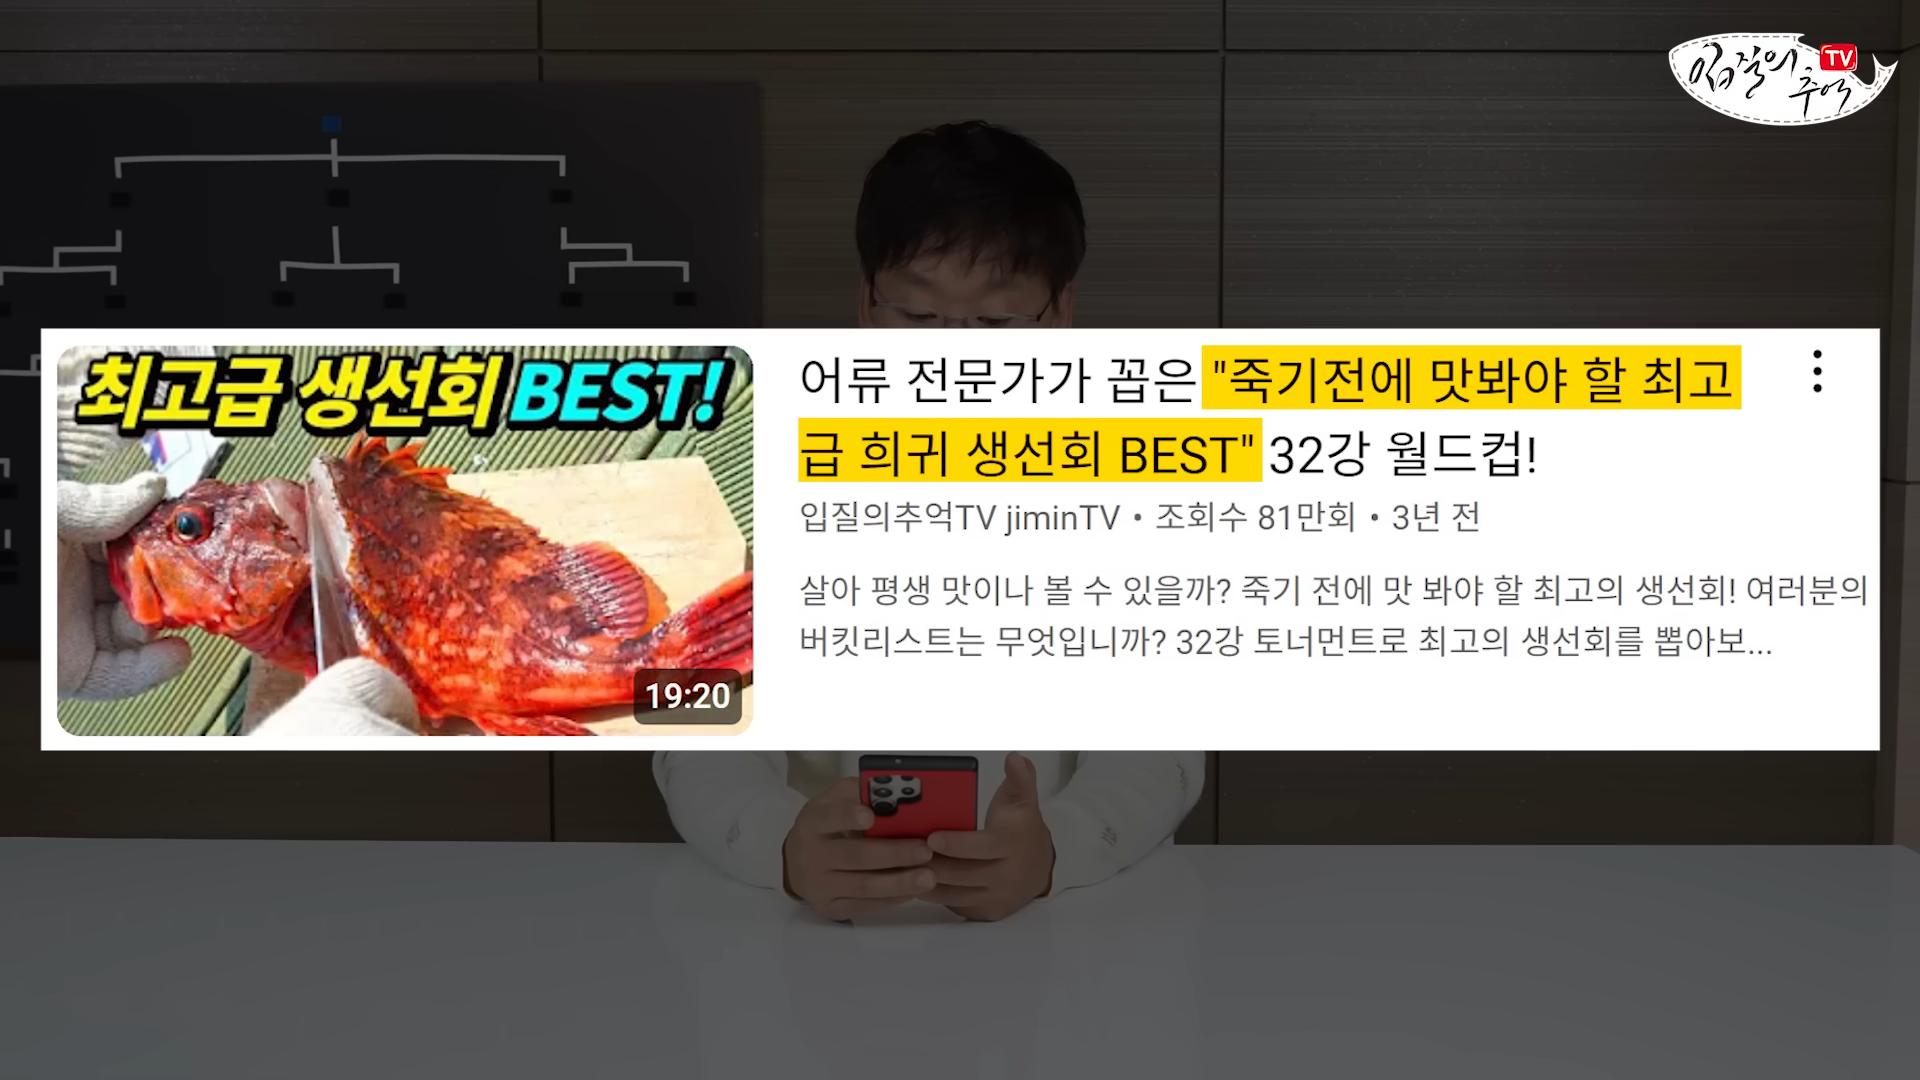 입질의추억 TV
최고급 생선회 BEST!
19:20
어류 전문가가 꼽은 "죽기전에 맛봐야 할 최고
급 희귀 생선회 BEST" 32강 월드컵!
입질의추억TV jiminTV • 조회수 81만회 • 3년 전
살아 평생 맛이나 볼 수 있을까? 죽기 전에 맛 봐야 할 최고의 생선회! 여러분의
버킷리스트는 무엇입니까? 32강 토너먼트로 최고의 생선회를 뽑아보...